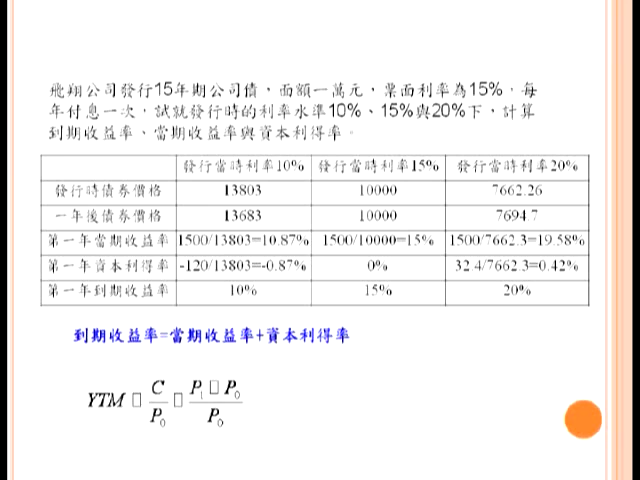 飛翔公司發行15年期公司債，面額一萬元，票面利率為15%，每
年付息一次，試就發行時的利率水準10%、15%與20%下，計算
到期收益率、當期收益率與資本利得率。
發行當時利率10% 發行當時利率15% 發行當時利率20%
發行時債券價格 13803 10000 7662.26
一年後債券價格 13683 10000 7694.7
第一年當期收益率 1500/13803=10.87% 1500/10000=15% 1500/7662.3=19.58%
第一年資本利得率 -120/13803=-0.87% 0% 32.4/7662.3=0.42%
第一年到期收益率 10% 15% 20%
到期收益率=當期收益率+資本利得率
YTM □ C/P₀ □ P₁ □ P₀/P₀